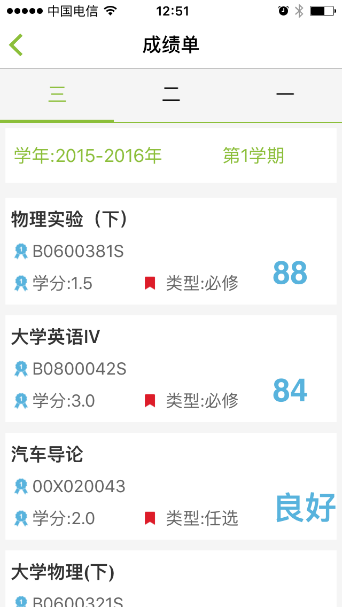 中国电信 12:51
成绩单
三 二 一
学年:2015-2016年 第1学期
物理实验（下）
B0600381S
88
学分:1.5 类型:必修
大学英语IV
B0800042S
84
学分:3.0 类型:必修
汽车导论
00X020043
良好
学分:2.0 类型:任选
大学物理(下)
B0600321S